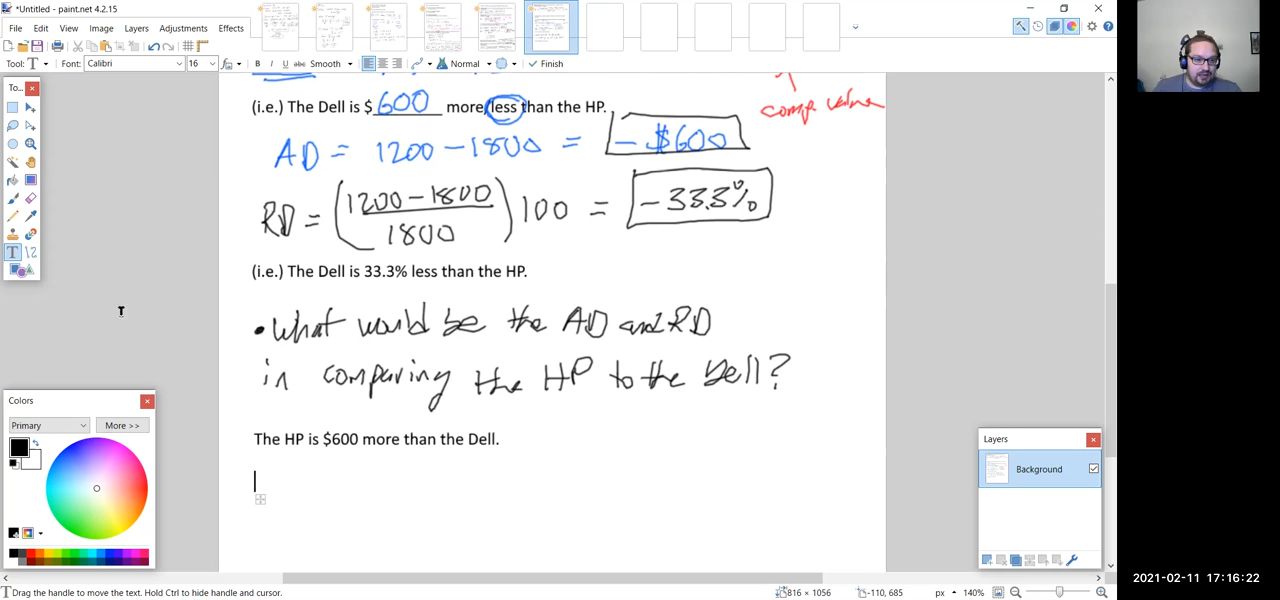 *Untitled - paint.net 4.2.15
File Edit View Image Layers Adjustments Effects
Tool: T Font: Calibri 16 B I U abc Smooth Normal Finish
To...
(i.e.) The Dell is $ 600 more/less than the HP.
comp value
AD = 1200 - 1800 = - $600
RD = (1200 - 1800 / 1800) 100 = - 33.3%
(i.e.) The Dell is 33.3% less than the HP.
• What would be the AD and RD
in comparing the HP to the Dell?
The HP is $600 more than the Dell.
Colors
Primary More >>
Layers
Background
Drag the handle to move the text. Hold Ctrl to hide handle and cursor.
816 × 1056 -110, 685 px 140%
2021-02-11 17:16:22